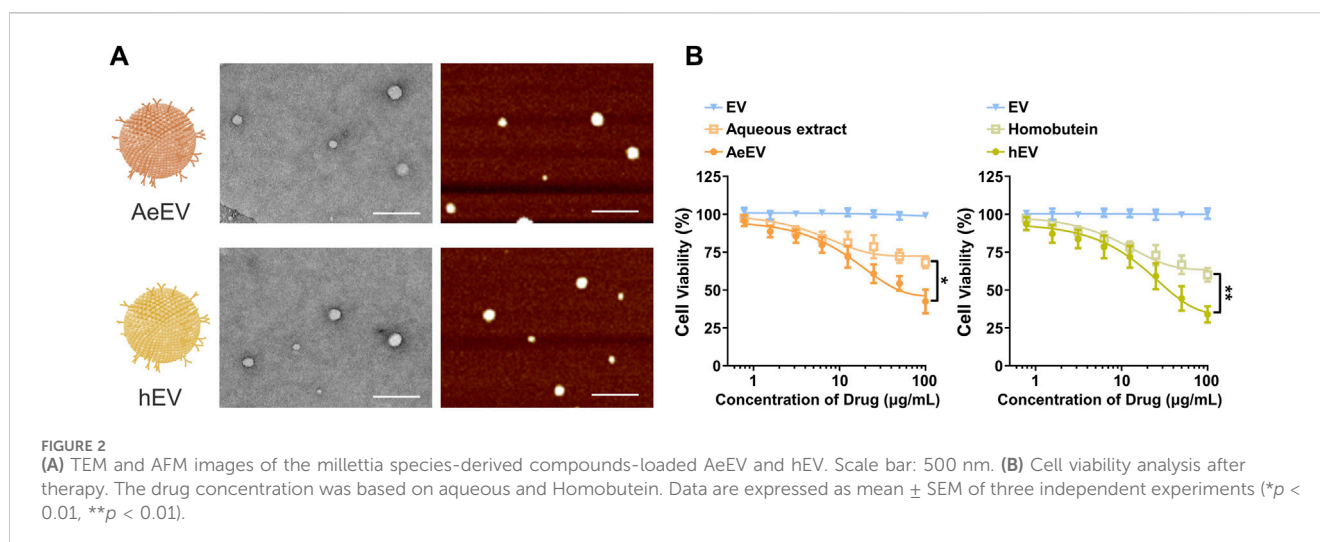 A
B
AeEV
hEV
EV
Aqueous extract
AeEV
125
100
75
50
25
0
Cell Viability (%)
1
10
100
Concentration of Drug (μg/mL)
*
EV
Homobutein
hEV
125
100
75
50
25
0
Cell Viability (%)
1
10
100
Concentration of Drug (μg/mL)
**
FIGURE 2
(A) TEM and AFM images of the millettia species-derived compounds-loaded AeEV and hEV. Scale bar: 500 nm. (B) Cell viability analysis after
therapy. The drug concentration was based on aqueous and Homobutein. Data are expressed as mean ± SEM of three independent experiments (*p <
0.01, **p < 0.01).